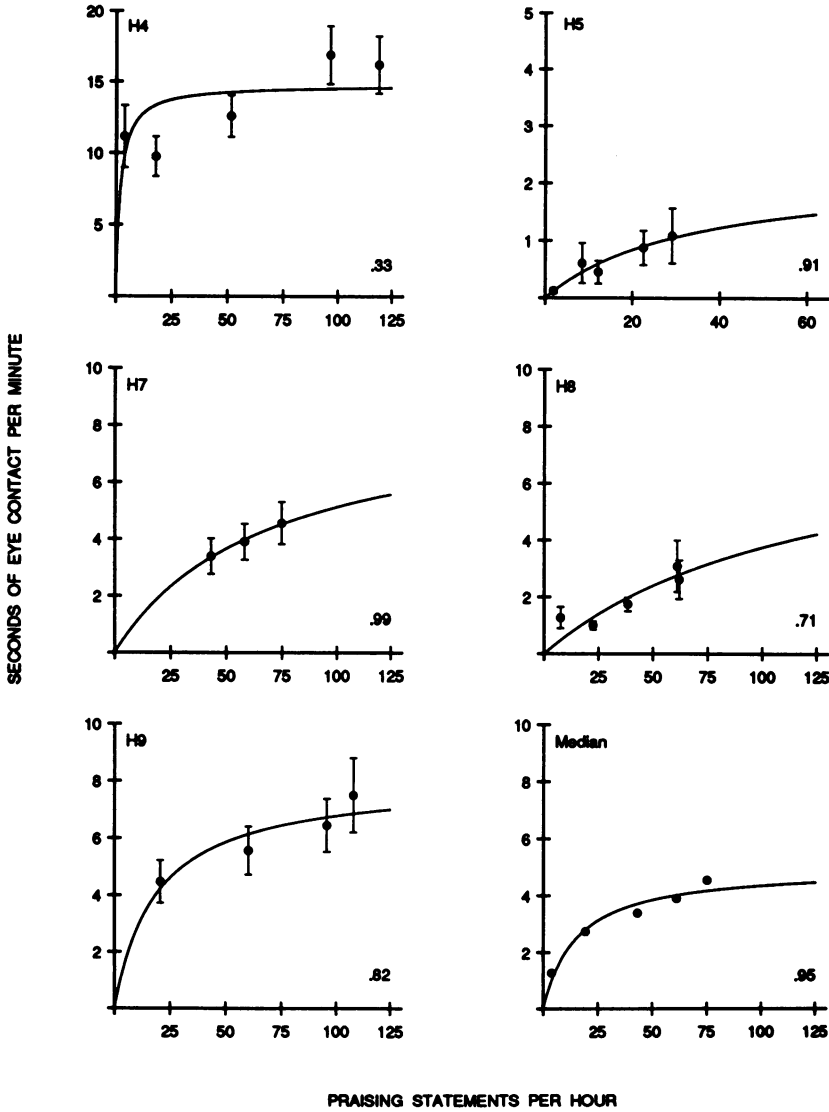 SECONDS OF EYE CONTACT PER MINUTE
H4
20
15
10
5
25 50 75 100 125
.33
H5
5
4
3
2
1
20 40 60
.91
H7
10
8
6
4
2
25 50 75 100 125
.99
H8
10
8
6
4
2
25 50 75 100 125
.71
H9
10
8
6
4
2
25 50 75 100 125
.82
Median
10
8
6
4
2
25 50 75 100 125
.95
PRAISING STATEMENTS PER HOUR